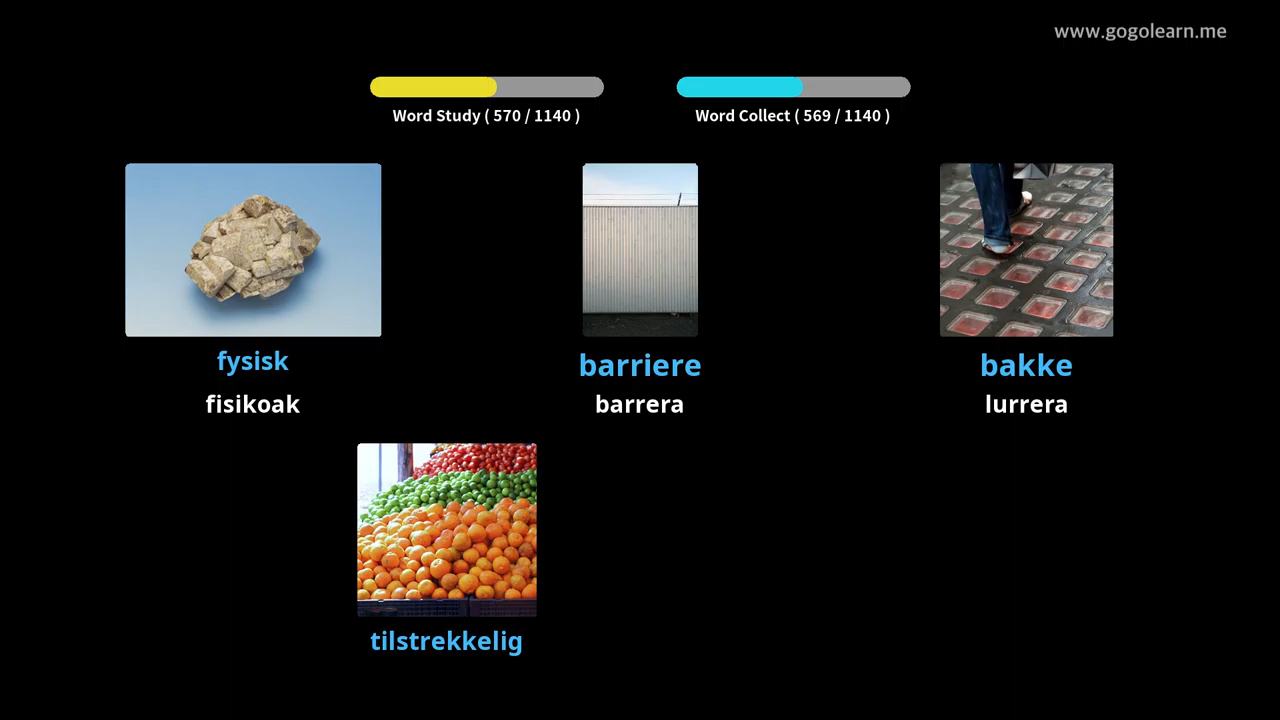 www.gogolearn.me
Word Study ( 570 / 1140 )
Word Collect ( 569 / 1140 )
fysisk
barriere
bakke
fisikoak
barrera
lurrera
tilstrekkelig